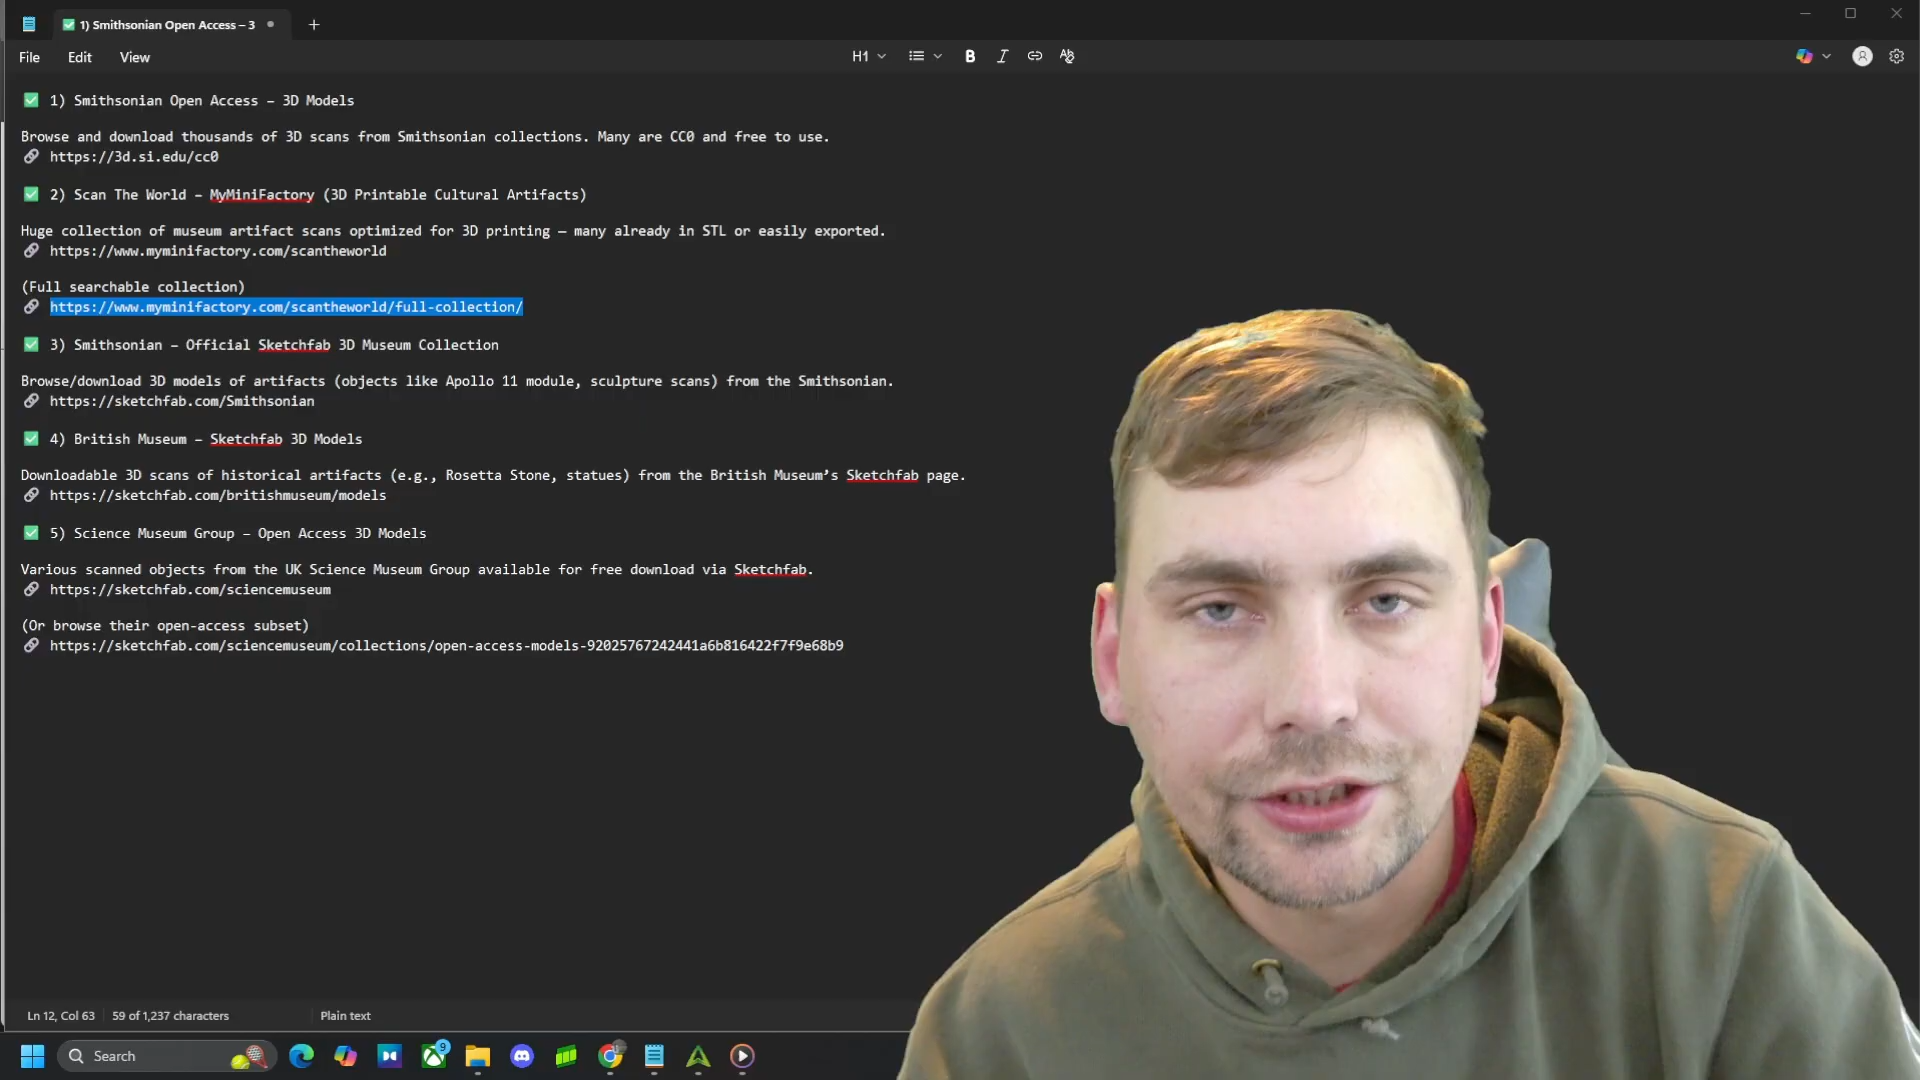 ✅ 1) Smithsonian Open Access – 3
File
Edit
View
H1
✅ 1) Smithsonian Open Access – 3D Models
Browse and download thousands of 3D scans from Smithsonian collections. Many are CC0 and free to use.
🔗 https://3d.si.edu/cc0
✅ 2) Scan The World – MyMiniFactory (3D Printable Cultural Artifacts)
Huge collection of museum artifact scans optimized for 3D printing — many already in STL or easily exported.
🔗 https://www.myminifactory.com/scantheworld
(Full searchable collection)
🔗 https://www.myminifactory.com/scantheworld/full-collection/
✅ 3) Smithsonian – Official Sketchfab 3D Museum Collection
Browse/download 3D models of artifacts (objects like Apollo 11 module, sculpture scans) from the Smithsonian.
🔗 https://sketchfab.com/Smithsonian
✅ 4) British Museum – Sketchfab 3D Models
Downloadable 3D scans of historical artifacts (e.g., Rosetta Stone, statues) from the British Museum’s Sketchfab page.
🔗 https://sketchfab.com/britishmuseum/models
✅ 5) Science Museum Group – Open Access 3D Models
Various scanned objects from the UK Science Museum Group available for free download via Sketchfab.
🔗 https://sketchfab.com/sciencemuseum
(Or browse their open-access subset)
🔗 https://sketchfab.com/sciencemuseum/collections/open-access-models-92025767242441a6b816422f7f9e68b9
Ln 12, Col 63
59 of 1,237 characters
Plain text
Search
9